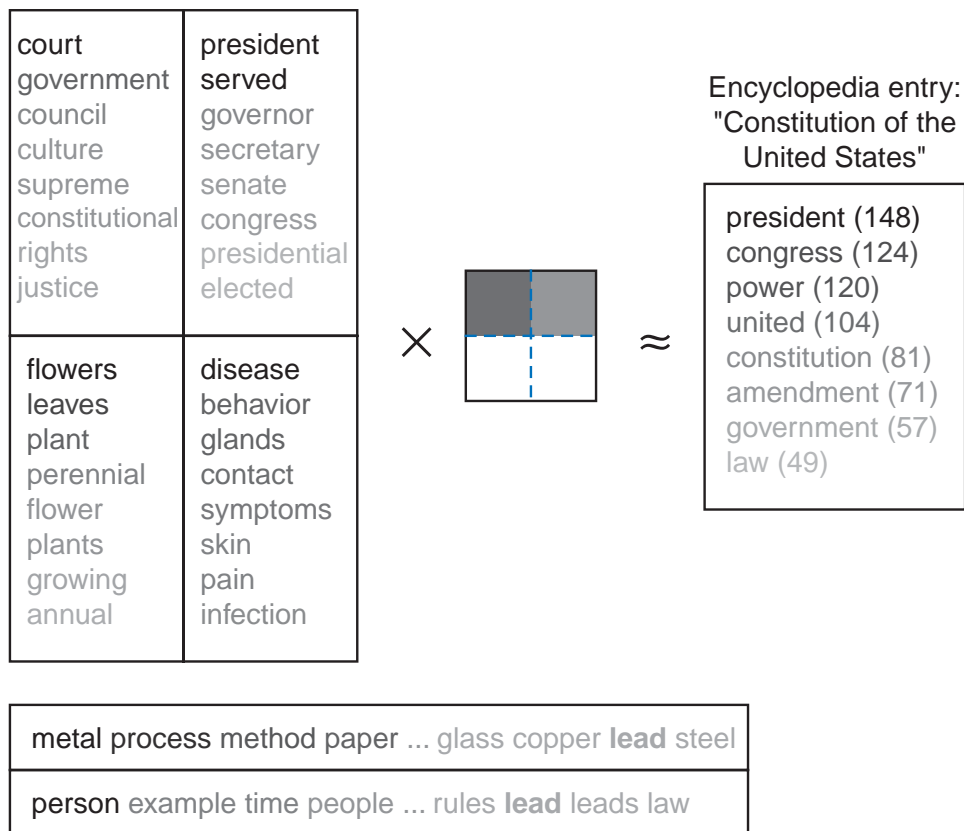 court
government
council
culture
supreme
constitutional
rights
justice
president
served
governor
secretary
senate
congress
presidential
elected
flowers
leaves
plant
perennial
flower
plants
growing
annual
disease
behavior
glands
contact
symptoms
skin
pain
infection
×
≈
Encyclopedia entry:
"Constitution of the
United States"
president (148)
congress (124)
power (120)
united (104)
constitution (81)
amendment (71)
government (57)
law (49)
metal process method paper ... glass copper lead steel
person example time people ... rules lead leads law